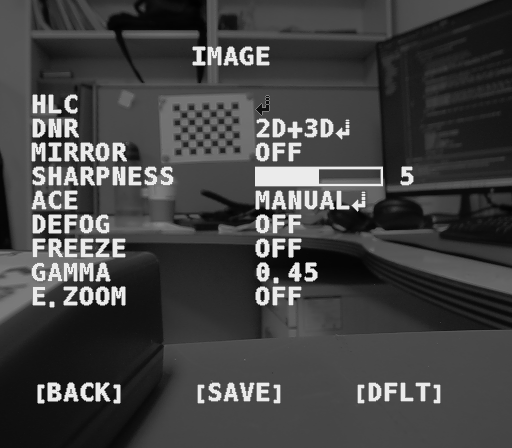 IMAGE
HLC ↲
DNR 2D+3D↲
MIRROR OFF
SHARPNESS 5
ACE MANUAL↲
DEFOG OFF
FREEZE OFF
GAMMA 0.45
E.ZOOM OFF
[BACK] [SAVE] [DFLT]